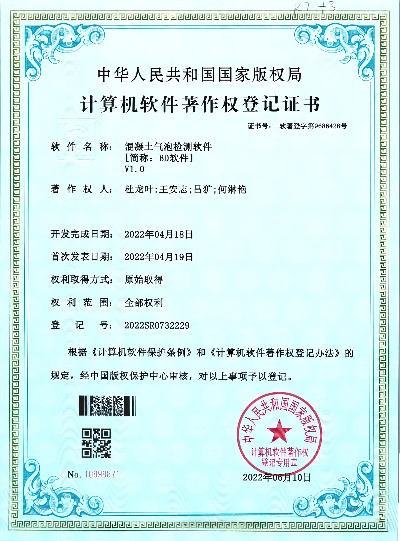 中华人民共和国国家版权局
计算机软件著作权登记证书
证书号： 软著登字第9686428号
软 件 名 称： 混凝土气泡检测软件
[简称：BD软件]
V1.0
著 作 权 人： 杜龙叶;王安志;吕犷;何琳艳
开发完成日期： 2022年04月18日
首次发表日期： 2022年04月19日
权利取得方式： 原始取得
权 利 范 围： 全部权利
登 记 号： 2022SR0732229
根据《计算机软件保护条例》和《计算机软件著作权登记办法》的
规定，经中国版权保护中心审核，对以上事项予以登记。
中华人民共和国国家版权局
计算机软件著作权
登记专用章
No.
2022年06月10日